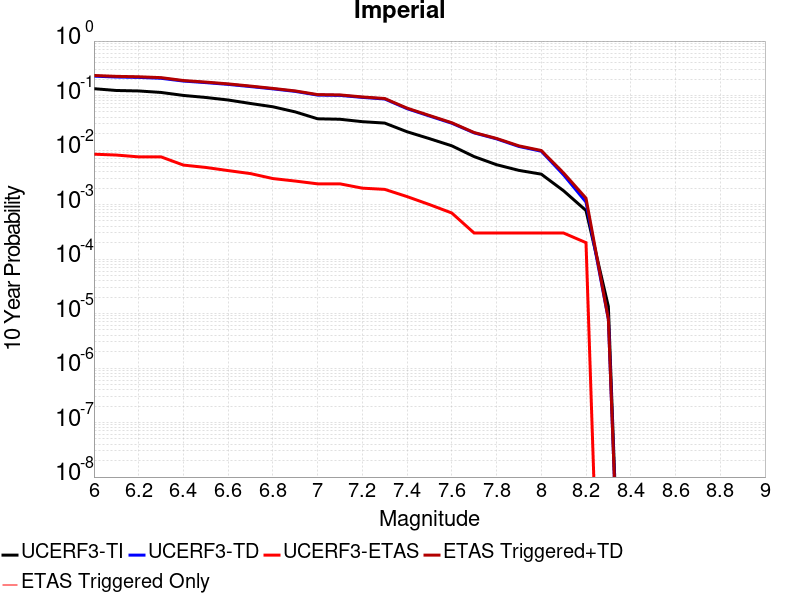 Imperial
10 0
10 -1
10 -2
10 -3
10 -4
10 -5
10 -6
10 -7
10 -8
10 Year Probability
6 6.2 6.4 6.6 6.8 7 7.2 7.4 7.6 7.8 8 8.2 8.4 8.6 8.8 9
Magnitude
UCERF3-TI UCERF3-TD UCERF3-ETAS ETAS Triggered+TD
ETAS Triggered Only